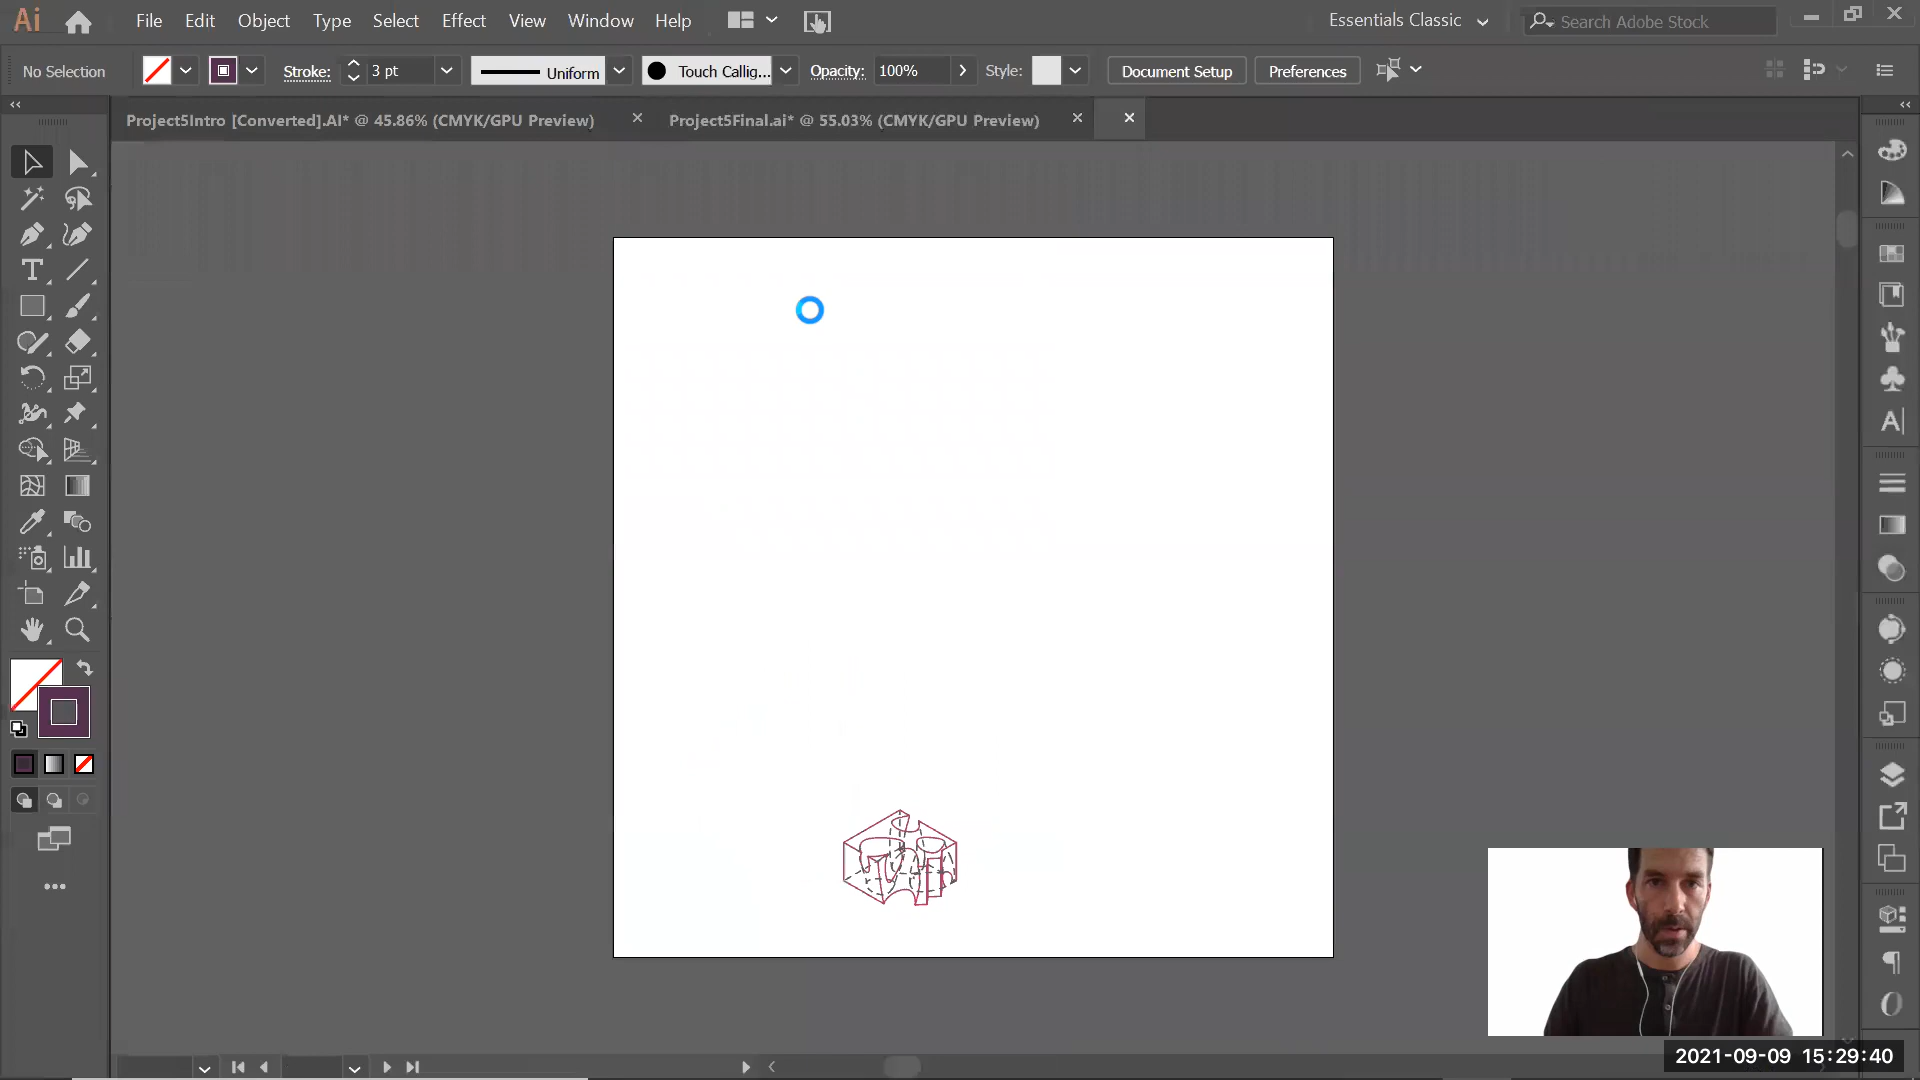 Ai File Edit Object Type Select Effect View Window Help Essentials Classic Search Adobe Stock
No Selection Stroke: 3 pt Uniform Touch Callig... Opacity: 100% Style: Document Setup Preferences
Project5Intro [Converted].AI* @ 45.86% (CMYK/GPU Preview) Project5Final.ai* @ 55.03% (CMYK/GPU Preview)
2021-09-09 15:29:40